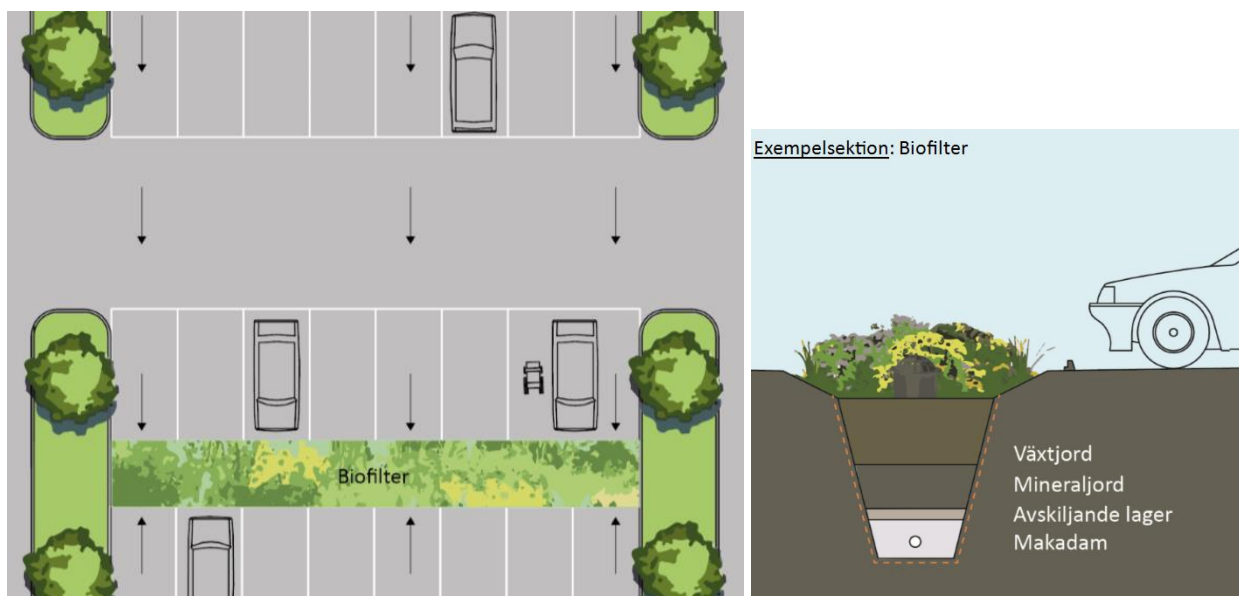 Biofilter
Exempelsektion: Biofilter
Växtjord
Mineraljord
Avskiljande lager
Makadam